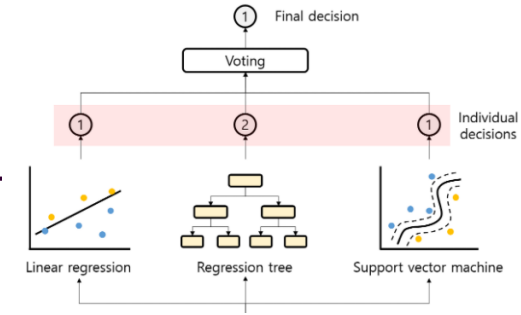 1 Final decision
Voting
1 2 1 Individual
decisions
Linear regression Regression tree Support vector machine